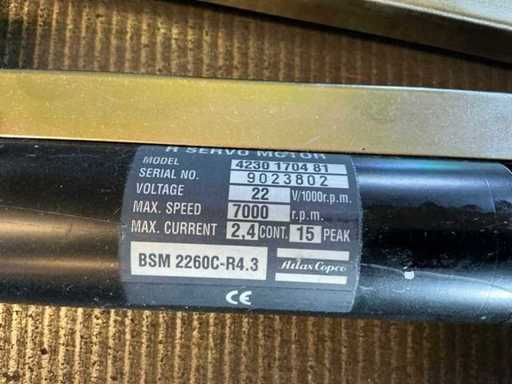 R SERVO MOTOR
MODEL 4230 1704 81
SERIAL NO. 9023802
VOLTAGE 22 V/1000r.p.m.
MAX. SPEED 7000 r.p.m.
MAX. CURRENT 2,4 CONT. 15 PEAK
BSM 2260C-R4.3 Atlas Copco
CE